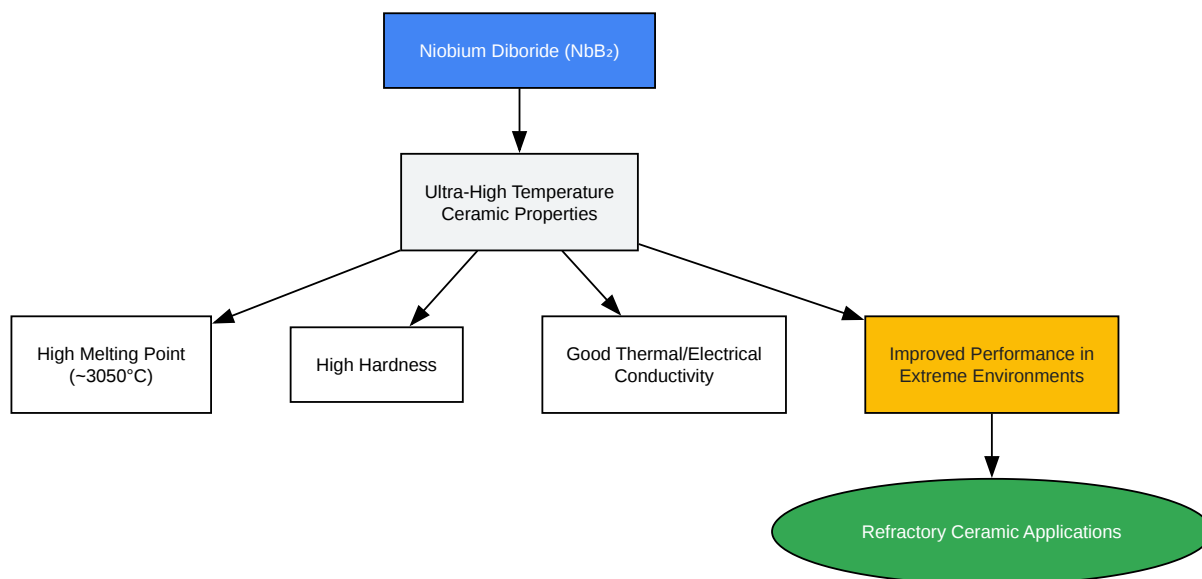 Niobium Diboride (NbB₂)
Ultra-High Temperature
Ceramic Properties
High Melting Point
(~3050°C)
High Hardness
Good Thermal/Electrical
Conductivity
Improved Performance in
Extreme Environments
Refractory Ceramic Applications